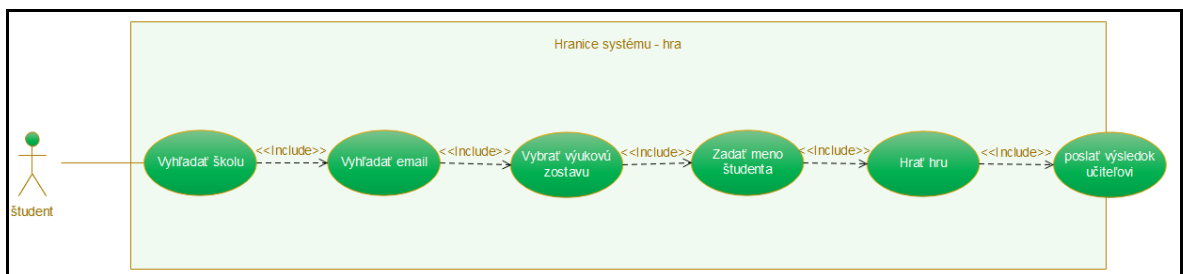 Hranice systému - hra
študent
Vyhľadať školu
<<Include>>
Vyhľadať email
<<Include>>
Vybrať výukovú
zostavu
<<Include>>
Zadať meno
študenta
<<Include>>
Hrať hru
<<Include>>
poslať výsledok
učiteľovi